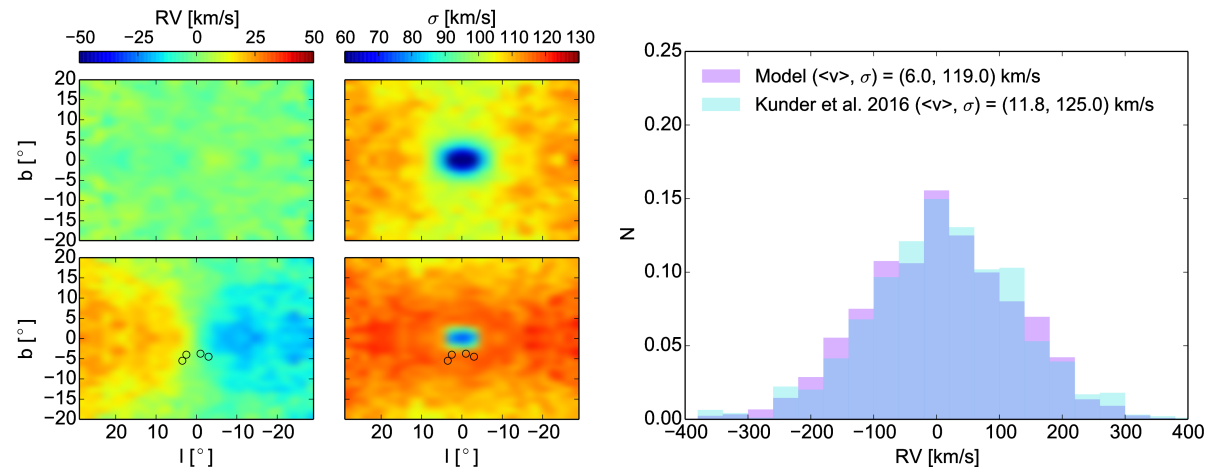 RV [km/s]
−50 −25 0 25 50
σ [km/s]
60 70 80 90 100 110 120 130
20
15
10
5
0
−5
−10
−15
−20
b [°]
20
15
10
5
0
−5
−10
−15
−20
b [°]
20 10 0 −10 −20
l [°]
20 10 0 −10 −20
l [°]
0.25
0.20
0.15
0.10
0.05
0.00
N
Model (<v>, σ) = (6.0, 119.0) km/s
Kunder et al. 2016 (<v>, σ) = (11.8, 125.0) km/s
−400 −300 −200 −100 0 100 200 300 400
RV [km/s]